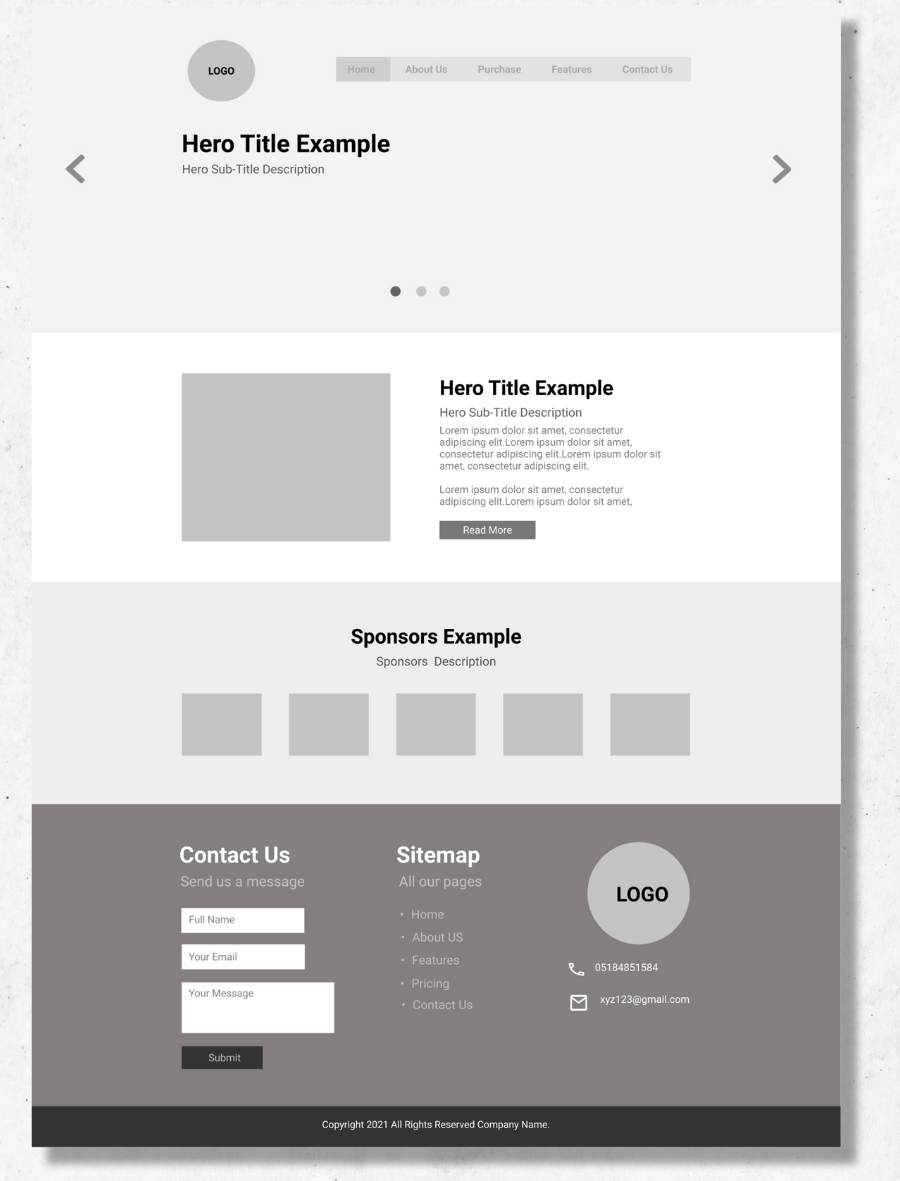 LOGO
Home About Us Purchase Features Contact Us
Hero Title Example
Hero Sub-Title Description
Hero Title Example
Hero Sub-Title Description
Lorem ipsum dolor sit amet, consectetur
adipiscing elit.Lorem ipsum dolor sit amet,
consectetur adipiscing elit.Lorem ipsum dolor sit
amet, consectetur adipiscing elit.
Lorem ipsum dolor sit amet, consectetur
adipiscing elit.Lorem ipsum dolor sit amet,
Read More
Sponsors Example
Sponsors Description
Contact Us
Send us a message
Full Name
Your Email
Your Message
Submit
Sitemap
All our pages
• Home
• About US
• Features
• Pricing
• Contact Us
LOGO
05184851584
xyz123@gmail.com
Copyright 2021 All Rights Reserved Company Name.